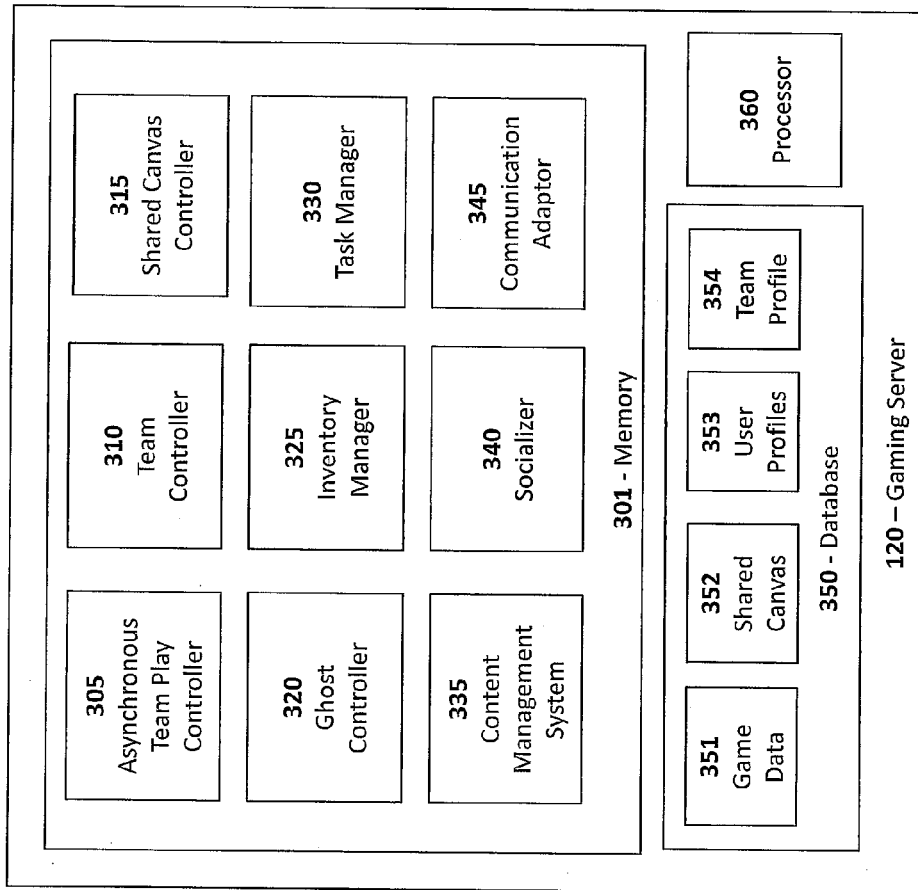 305
Asynchronous
Team Play
Controller
310
Team
Controller
315
Shared Canvas
Controller
320
Ghost
Controller
325
Inventory
Manager
330
Task Manager
335
Content
Management
System
340
Socializer
345
Communication
Adaptor
301 - Memory
351
Game
Data
352
Shared
Canvas
353
User
Profiles
354
Team
Profile
350 - Database
360
Processor
120 – Gaming Server